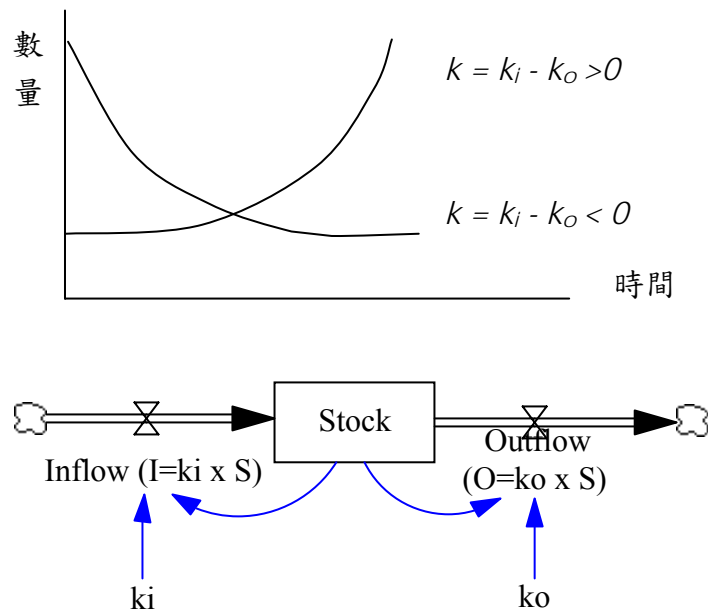 數
量
k = ki - ko >0
k = ki - ko < 0
時間
Stock
Inflow (I=ki x S)
Outflow
(O=ko x S)
ki
ko